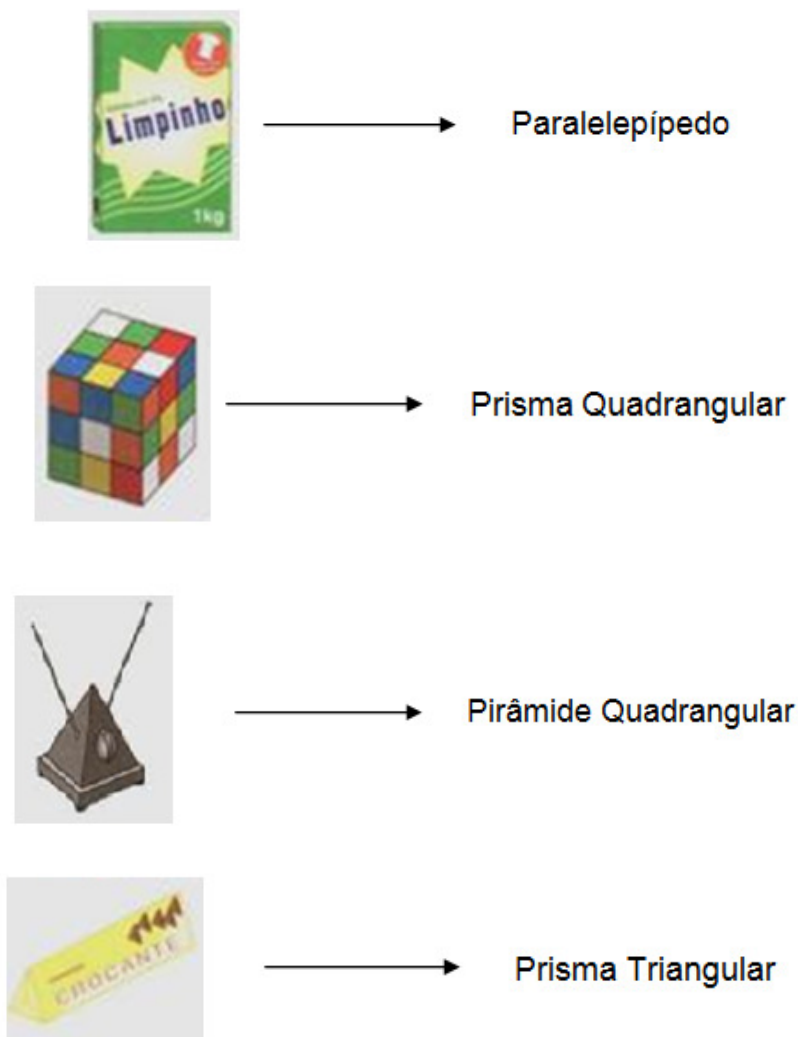 Limpinho
1kg
Paralelepípedo
Prisma Quadrangular
Pirâmide Quadrangular
CROCANTE
Prisma Triangular